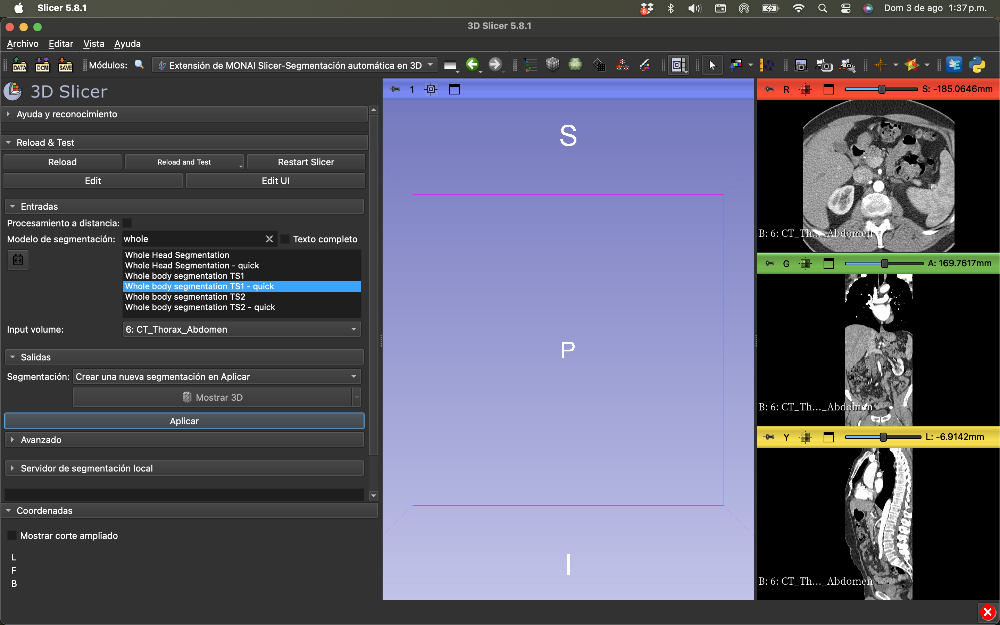 Slicer 5.8.1
6
Dom 3 de ago 1:37 p.m.
3D Slicer 5.8.1
Archivo Editar Vista Ayuda
DATA DCM SAVE Módulos: Extensión de MONAI Slicer-Segmentación automática en 3D
3D Slicer
Ayuda y reconocimiento
Reload & Test
Reload Reload and Test Restart Slicer
Edit Edit UI
Entradas
Procesamiento a distancia:
Modelo de segmentación: whole Texto completo
Whole Head Segmentation
Whole Head Segmentation - quick
Whole body segmentation TS1
Whole body segmentation TS1 - quick
Whole body segmentation TS2
Whole body segmentation TS2 - quick
Input volume: 6: CT_Thorax_Abdomen
Salidas
Segmentación: Crear una nueva segmentación en Aplicar
Mostrar 3D
Aplicar
Avanzado
Servidor de segmentación local
Coordenadas
Mostrar corte ampliado
L
F
B
1
S
P
I
R S: -185.0646mm
B: 6: CT_Th..._Abdomen
G A: 169.7617mm
B: 6: CT_Th..._Abdomen
Y L: -6.9142mm
B: 6: CT_Th..._Abdomen